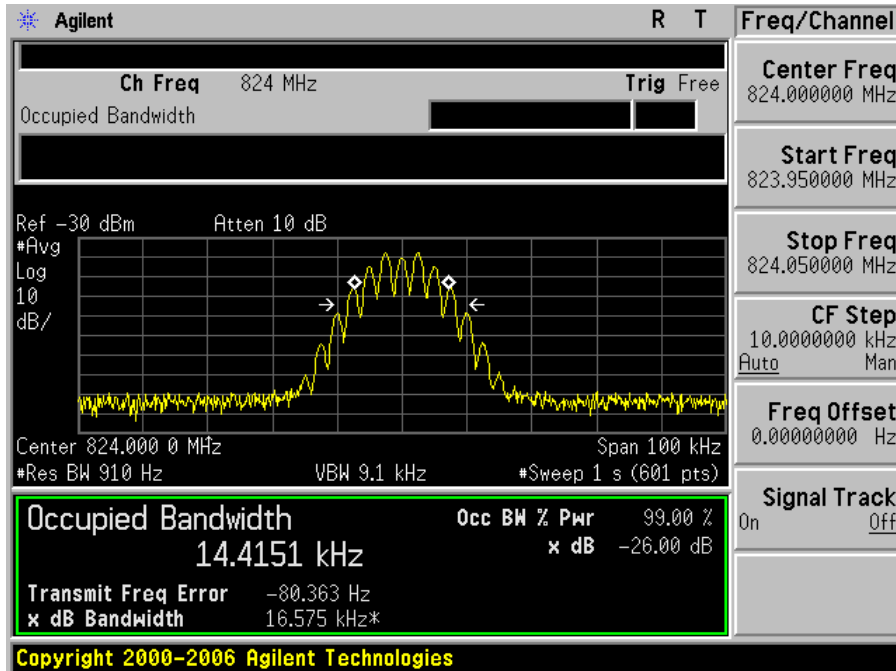 Agilent
R T
Freq/Channel
Ch Freq 824 MHz
Trig Free
Occupied Bandwidth
Center Freq
824.000000 MHz
Start Freq
823.950000 MHz
Stop Freq
824.050000 MHz
CF Step
10.0000000 kHz
Auto Man
Freq Offset
0.00000000 Hz
Signal Track
On Off
Ref -30 dBm
Atten 10 dB
#Avg
Log
10
dB/
Center 824.000 0 MHz
Span 100 kHz
#Res BW 910 Hz
VBW 9.1 kHz
#Sweep 1 s (601 pts)
Occupied Bandwidth
14.4151 kHz
Occ BW % Pwr 99.00 %
x dB -26.00 dB
Transmit Freq Error -80.363 Hz
x dB Bandwidth 16.575 kHz*
Copyright 2000-2006 Agilent Technologies